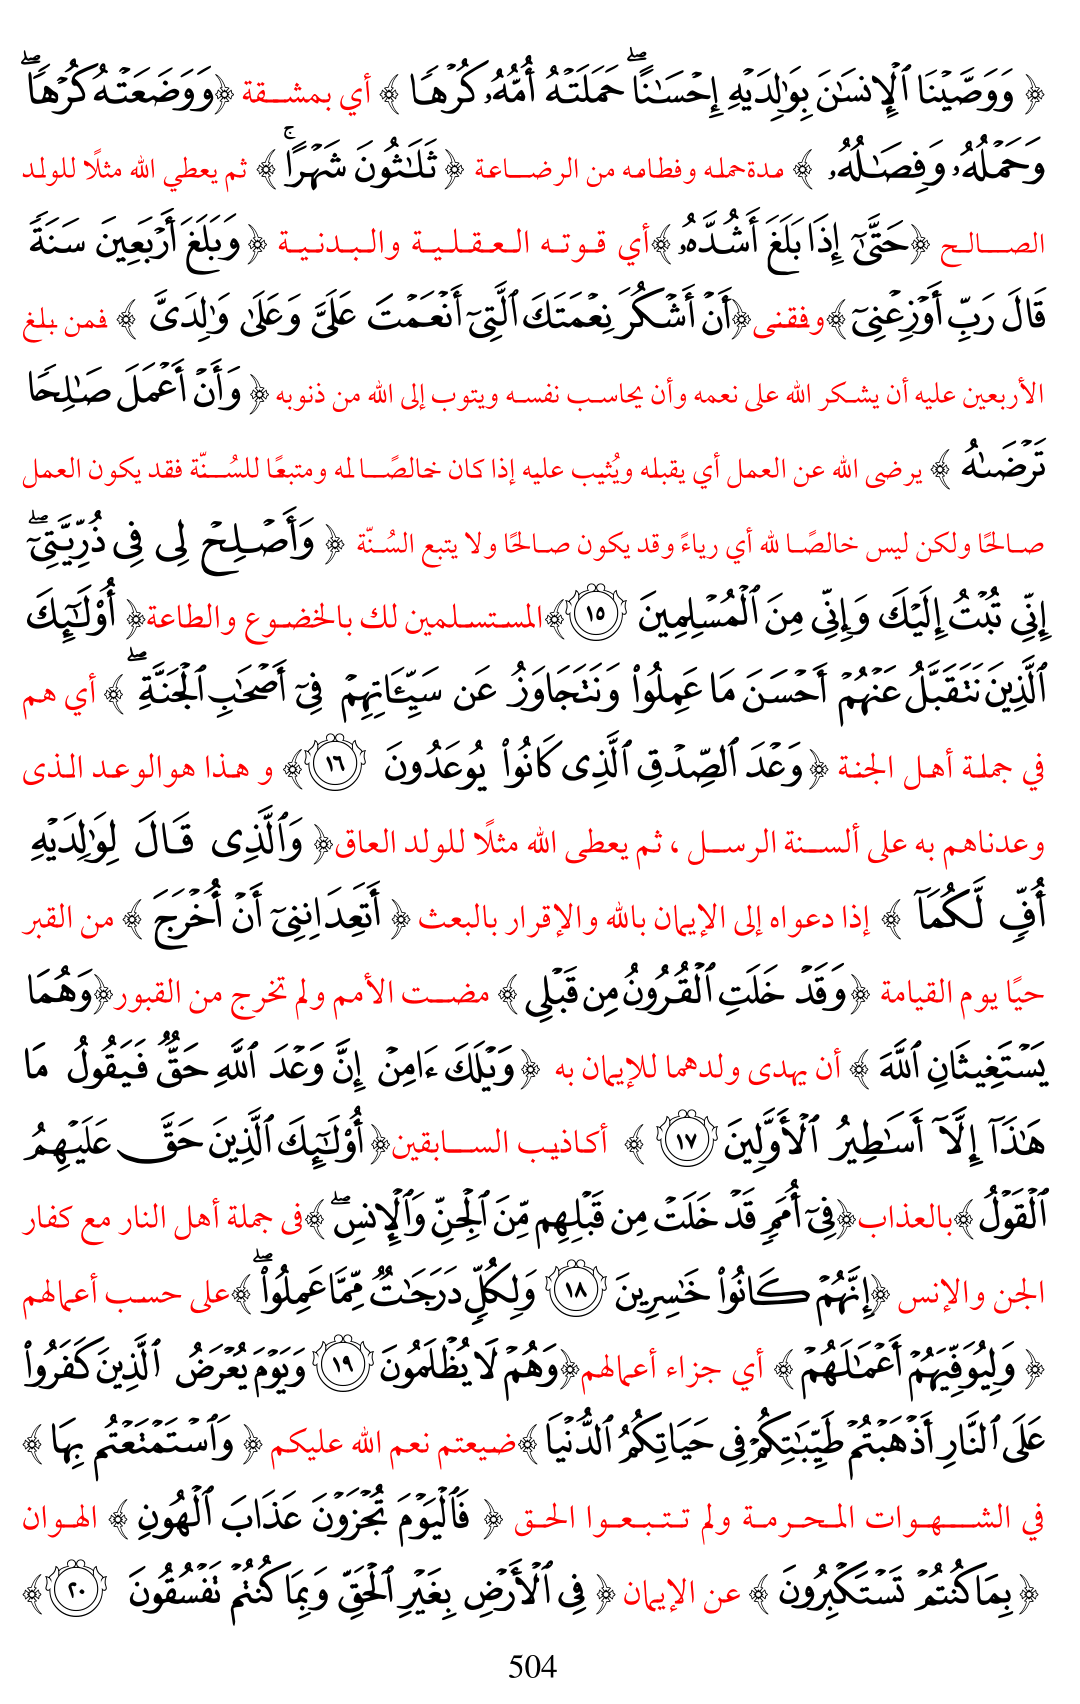 ﴿ وَوَصَّيْنَا ٱلْإِنسَٰنَ بِوَٰلِدَيْهِ إِحْسَٰنًا ۖ حَمَلَتْهُ أُمُّهُۥ كُرْهًا ﴾ أي بمشقة ﴿وَوَضَعَتْهُ كُرْهًا ۖ
وَحَمْلُهُۥ وَفِصَٰلُهُۥ ﴾ مدة حمله وفطامه من الرضاعة ﴿ ثَلَٰثُونَ شَهْرًا ۚ ﴾ ثم يعطي الله مثلًا للولد
الصالح ﴿حَتَّىٰٓ إِذَا بَلَغَ أَشُدَّهُۥ ﴾أي قوته العقلية والبدنية ﴿ وَبَلَغَ أَرْبَعِينَ سَنَةً
قَالَ رَبِّ أَوْزِعْنِىٓ ﴾وفقنى﴿أَنْ أَشْكُرَ نِعْمَتَكَ ٱلَّتِىٓ أَنْعَمْتَ عَلَىَّ وَعَلَىٰ وَٰلِدَىَّ ﴾ فمن بلغ
الأربعين عليه أن يشكر الله على نعمه وأن يحاسب نفسه ويتوب إلى الله من ذنوبه ﴿ وَأَنْ أَعْمَلَ صَٰلِحًا
تَرْضَىٰهُ ﴾ يرضى الله عن العمل أي يقبله ويُثيب عليه إذا كان خالصًا له ومتبعًا للسُنّة فقد يكون العمل
صالحًا ولكن ليس خالصًا لله أي رياءً وقد يكون صالحًا ولا يتبع السُنّة ﴿ وَأَصْلِحْ لِى فِى ذُرِّيَّتِىٓ ۖ
إِنِّى تُبْتُ إِلَيْكَ وَإِنِّى مِنَ ٱلْمُسْلِمِينَ ١٥ ﴾المستسلمين لك بالخضوع والطاعة﴿ أُو۟لَٰٓئِكَ
ٱلَّذِينَ نَتَقَبَّلُ عَنْهُمْ أَحْسَنَ مَا عَمِلُوا۟ وَنَتَجَاوَزُ عَن سَيِّـَٔاتِهِمْ فِىٓ أَصْحَٰبِ ٱلْجَنَّةِ ۖ ﴾ أي هم
في جملة أهل الجنة ﴿ وَعْدَ ٱلصِّدْقِ ٱلَّذِى كَانُوا۟ يُوعَدُونَ ١٦ ﴾ و هذا هوالوعد الذى
وعدناهم به على ألسنة الرسل ، ثم يعطى الله مثلًا للولد العاق﴿ وَٱلَّذِى قَالَ لِوَٰلِدَيْهِ
أُفٍّ لَّكُمَآ ﴾ إذا دعواه إلى الإيمان بالله والإقرار بالبعث ﴿ أَتَعِدَانِنِىٓ أَنْ أُخْرَجَ ﴾ من القبر
حيًا يوم القيامة ﴿ وَقَدْ خَلَتِ ٱلْقُرُونُ مِن قَبْلِى ﴾ مضت الأمم ولم تخرج من القبور﴿وَهُمَا
يَسْتَغِيثَانِ ٱللَّهَ ﴾ أن يهدى ولدهما للإيمان به ﴿ وَيْلَكَ ءَامِنْ إِنَّ وَعْدَ ٱللَّهِ حَقٌّ فَيَقُولُ مَا
هَٰذَآ إِلَّآ أَسَٰطِيرُ ٱلْأَوَّلِينَ ١٧ ﴾ أكاذيب السابقين﴿ أُو۟لَٰٓئِكَ ٱلَّذِينَ حَقَّ عَلَيْهِمُ
ٱلْقَوْلُ ﴾بالعذاب﴿فِىٓ أُمَمٍ قَدْ خَلَتْ مِن قَبْلِهِم مِّنَ ٱلْجِنِّ وَٱلْإِنسِ ۖ ﴾فى جملة أهل النار مع كفار
الجن والإنس ﴿إِنَّهُمْ كَانُوا۟ خَٰسِرِينَ ١٨ وَلِكُلٍّ دَرَجَٰتٌ مِّمَّا عَمِلُوا۟ ۖ ﴾على حسب أعمالهم
﴿ وَلِيُوَفِّيَهُمْ أَعْمَٰلَهُمْ ﴾ أي جزاء أعمالهم﴿وَهُمْ لَا يُظْلَمُونَ ١٩ وَيَوْمَ يُعْرَضُ ٱلَّذِينَ كَفَرُوا۟
عَلَى ٱلنَّارِ أَذْهَبْتُمْ طَيِّبَٰتِكُمْ فِى حَيَاتِكُمُ ٱلدُّنْيَا ﴾ضيعتم نعم الله عليكم ﴿ وَٱسْتَمْتَعْتُم بِهَا ﴾
في الشهوات المحرمة ولم تتبعوا الحق ﴿ فَٱلْيَوْمَ تُجْزَوْنَ عَذَابَ ٱلْهُونِ ﴾ الهوان
﴿ بِمَا كُنتُمْ تَسْتَكْبِرُونَ ﴾ عن الإيمان ﴿ فِى ٱلْأَرْضِ بِغَيْرِ ٱلْحَقِّ وَبِمَا كُنتُمْ تَفْسُقُونَ ٢٠ ﴾
504